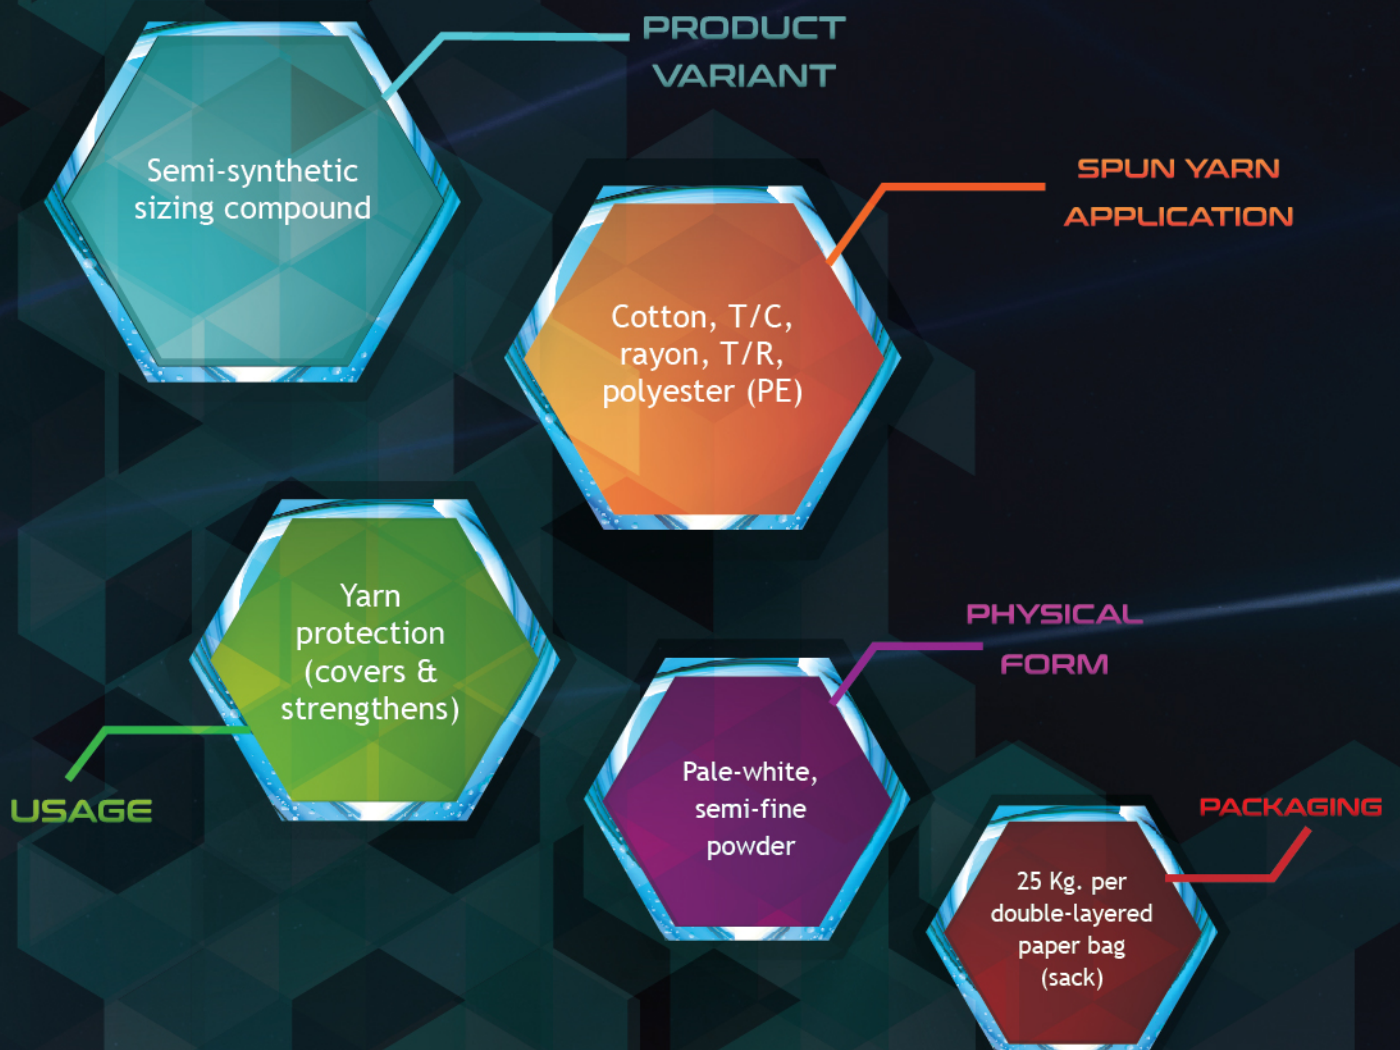 PRODUCT
VARIANT
Semi-synthetic
sizing compound
SPUN YARN
APPLICATION
Cotton, T/C,
rayon, T/R,
polyester (PE)
Yarn
protection
(covers &
strengthens)
USAGE
PHYSICAL
FORM
Pale-white,
semi-fine
powder
PACKAGING
25 Kg. per
double-layered
paper bag
(sack)